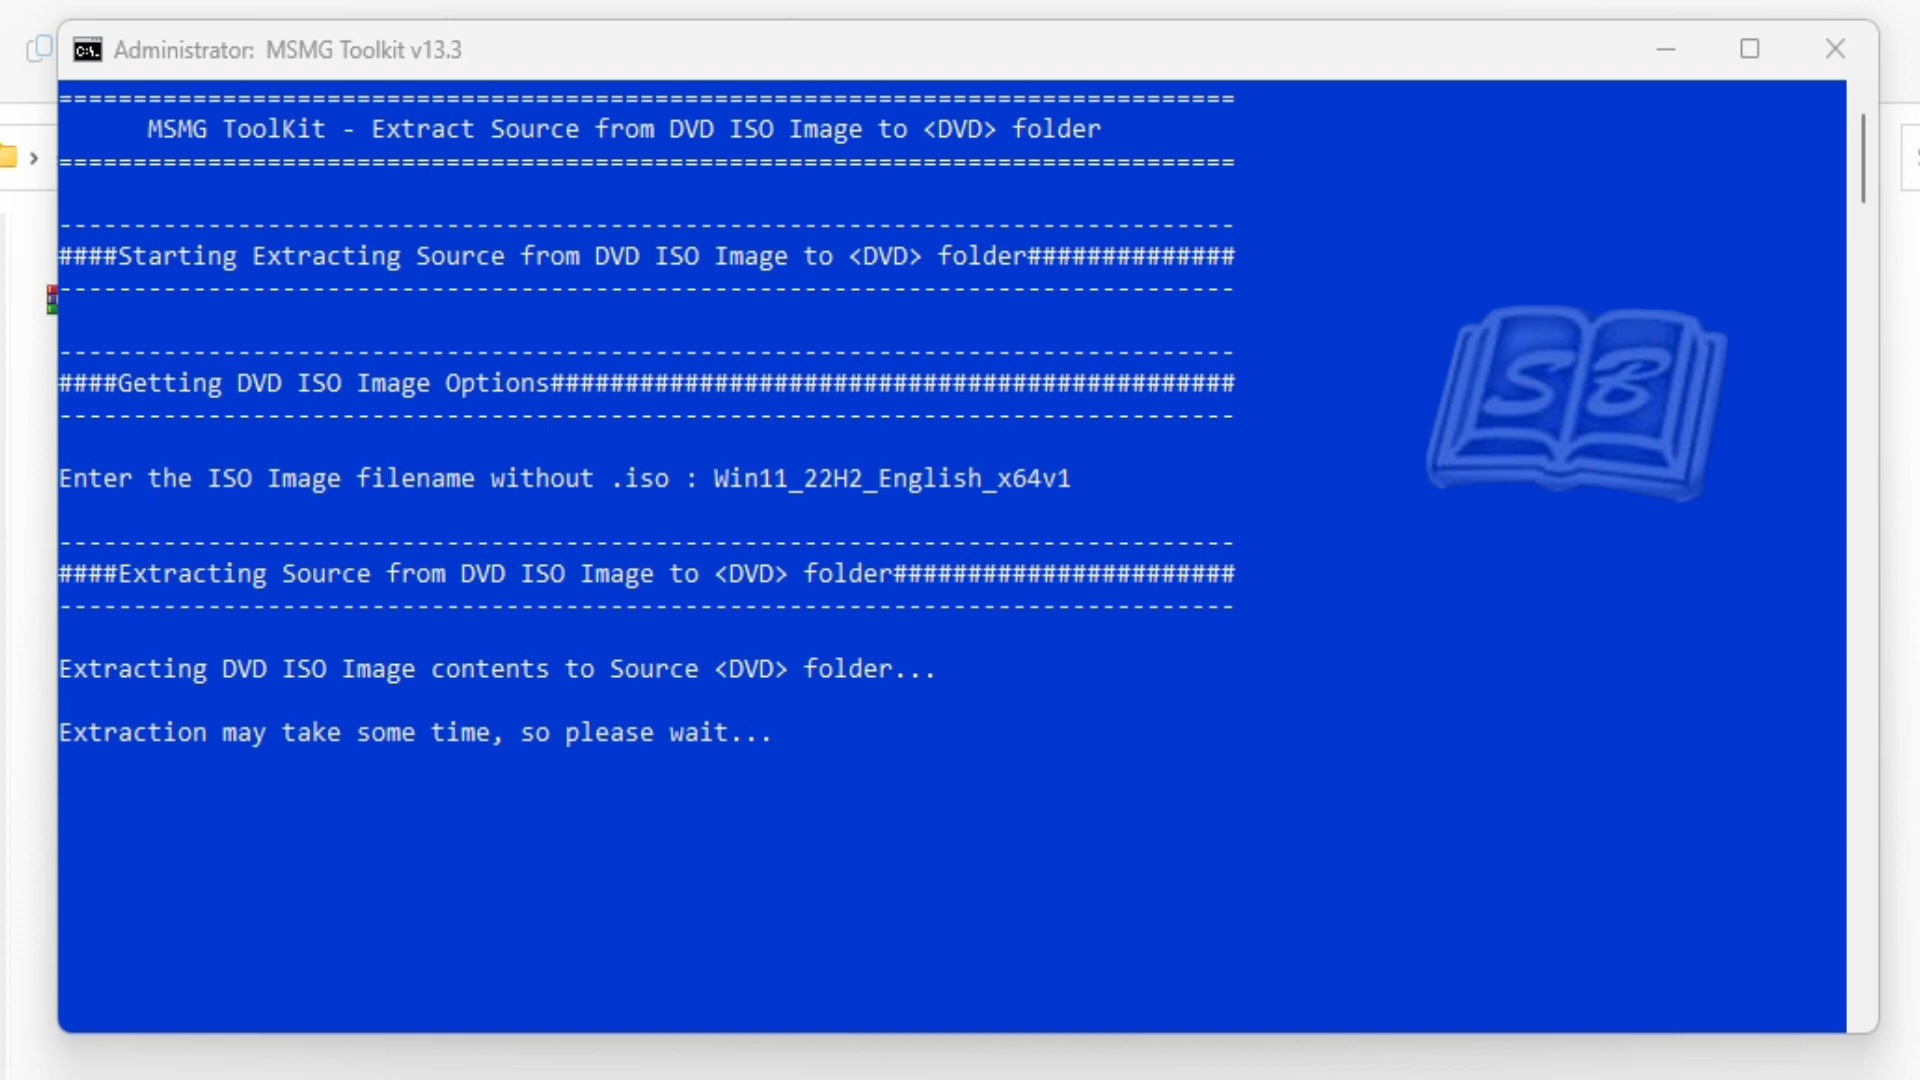 Administrator:  MSMG Toolkit v13.3
===============================================================================
      MSMG ToolKit - Extract Source from DVD ISO Image to <DVD> folder
===============================================================================
-------------------------------------------------------------------------------
####Starting Extracting Source from DVD ISO Image to <DVD> folder##############
-------------------------------------------------------------------------------
-------------------------------------------------------------------------------
####Getting DVD ISO Image Options##############################################
-------------------------------------------------------------------------------
SB
Enter the ISO Image filename without .iso : Win11_22H2_English_x64v1
-------------------------------------------------------------------------------
####Extracting Source from DVD ISO Image to <DVD> folder#######################
-------------------------------------------------------------------------------
Extracting DVD ISO Image contents to Source <DVD> folder...
Extraction may take some time, so please wait...